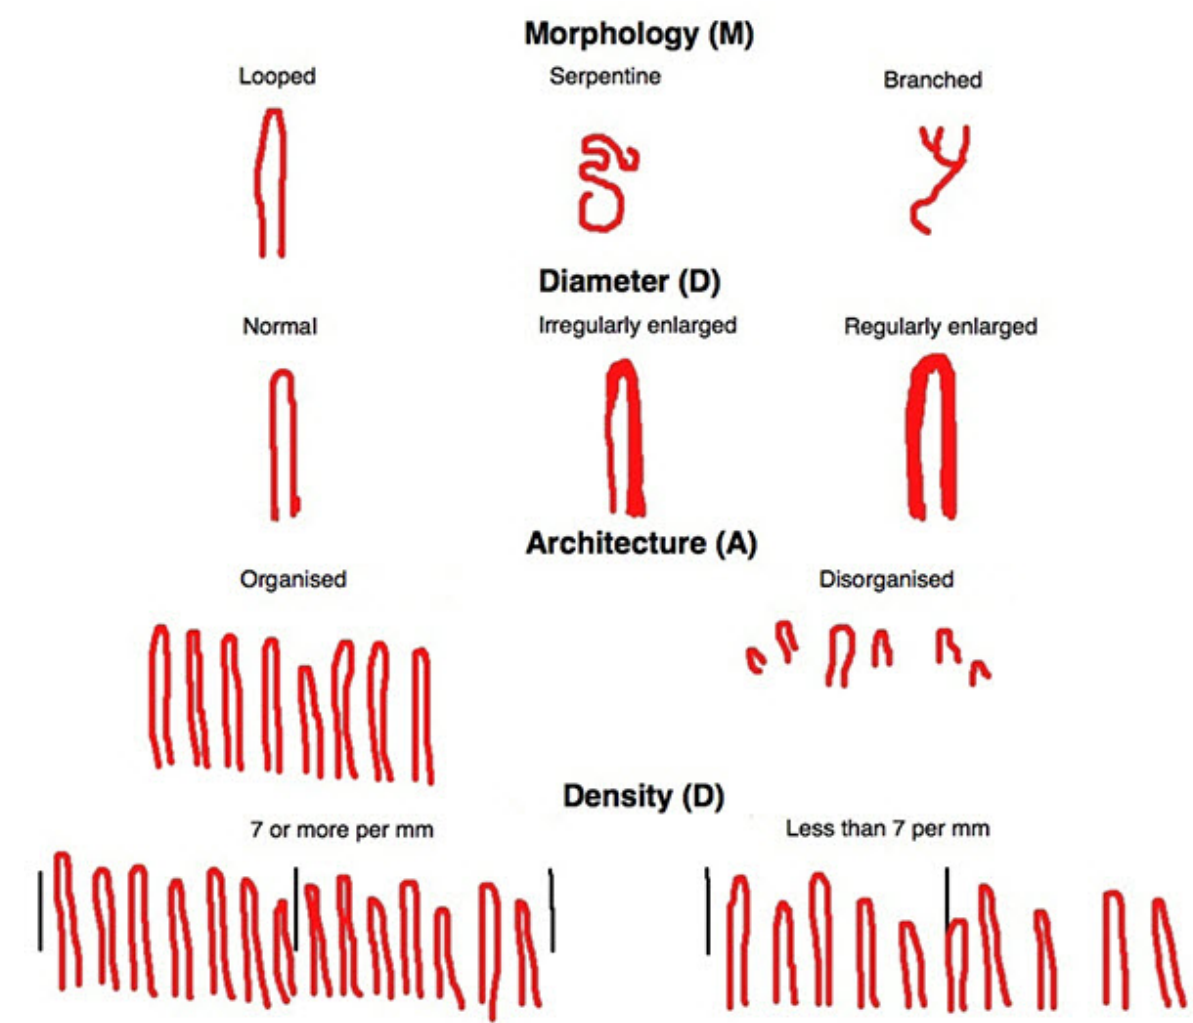 Morphology (M)
Looped
Serpentine
Branched
Diameter (D)
Normal
Irregularly enlarged
Regularly enlarged
Architecture (A)
Organised
Disorganised
Density (D)
7 or more per mm
Less than 7 per mm